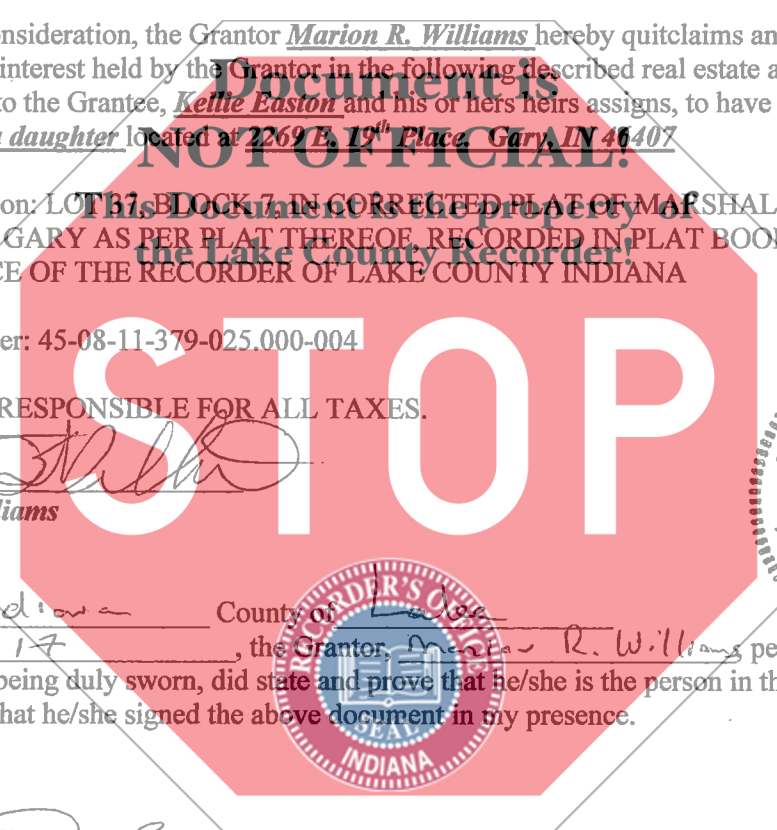 onsideration, the Grantor Marion R. Williams hereby quitclaims an
interest held by the Grantor in the following described real estate a
Document is
to the Grantee, Kellie Easton and his or hers heirs assigns, to have
daughter located at 2269 E. 19th Place. Gary, IN 46407
NOT OFFICIAL!
on: LOT 37, BLOCK 7, IN CORRECTED PLAT OF MARSHAL
This Document is the property of
GARY AS PER PLAT THEREOF, RECORDED IN PLAT BOO
the Lake County Recorder!
CE OF THE RECORDER OF LAKE COUNTY INDIANA
er: 45-08-11-379-025.000-004
STOP
RESPONSIBLE FOR ALL TAXES.
liams
diana County of Lake
17, the Grantor, Marion R. Williams pe
being duly sworn, did state and prove that he/she is the person in th
hat he/she signed the above document in my presence.
RECORDER'S OFFICE
SEAL
INDIANA